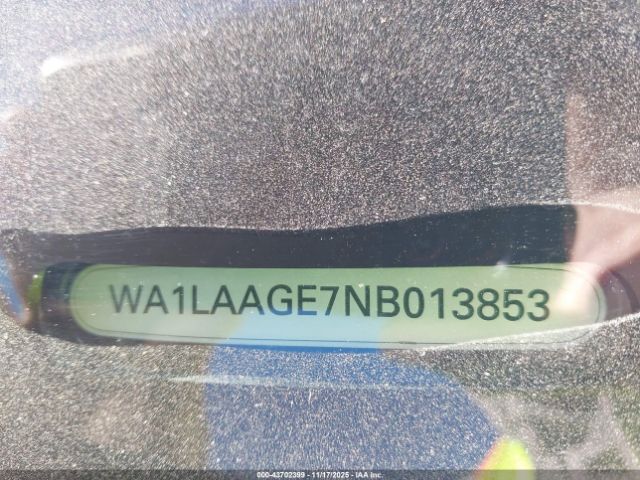 WA1LAAGE7NB013853
000-43702399 - 11/17/2025 - IAA Inc.